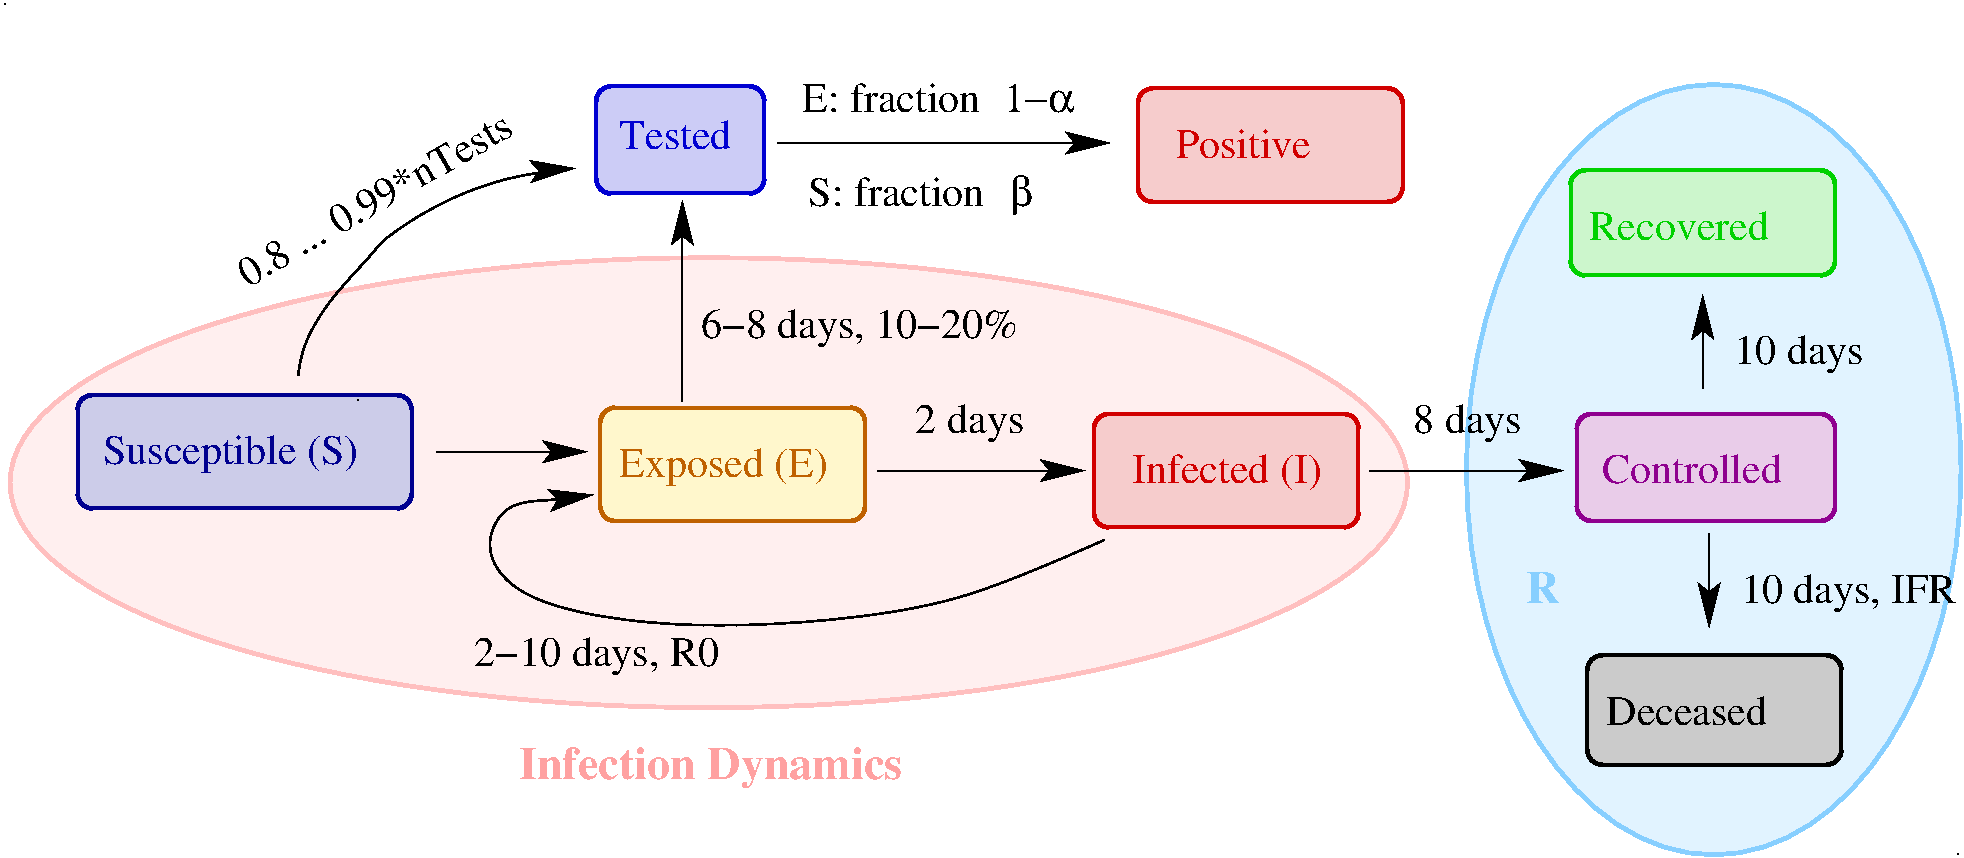 0.8 ... 0.99*nTests
Tested
E: fraction 1−α
S: fraction β
Positive
Recovered
6−8 days, 10−20%
10 days
Susceptible (S)
Exposed (E)
2 days
Infected (I)
8 days
Controlled
R
10 days, IFR
2−10 days, R0
Deceased
Infection Dynamics